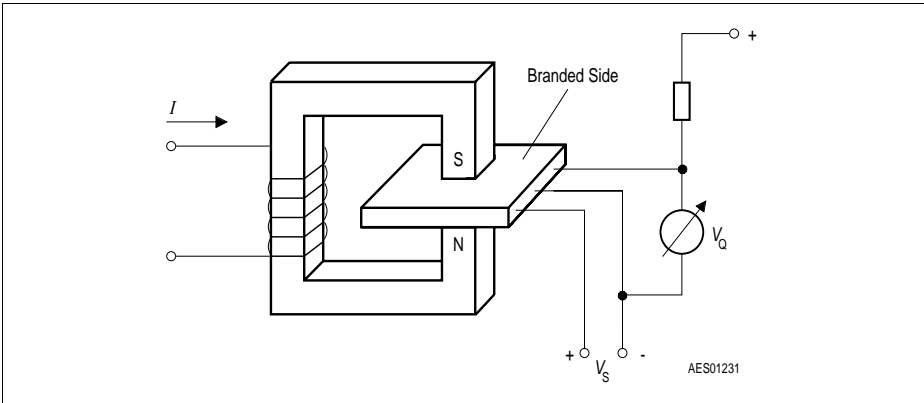 +
Branded Side
I
S
N
V_Q
+ V_S -
AES01231